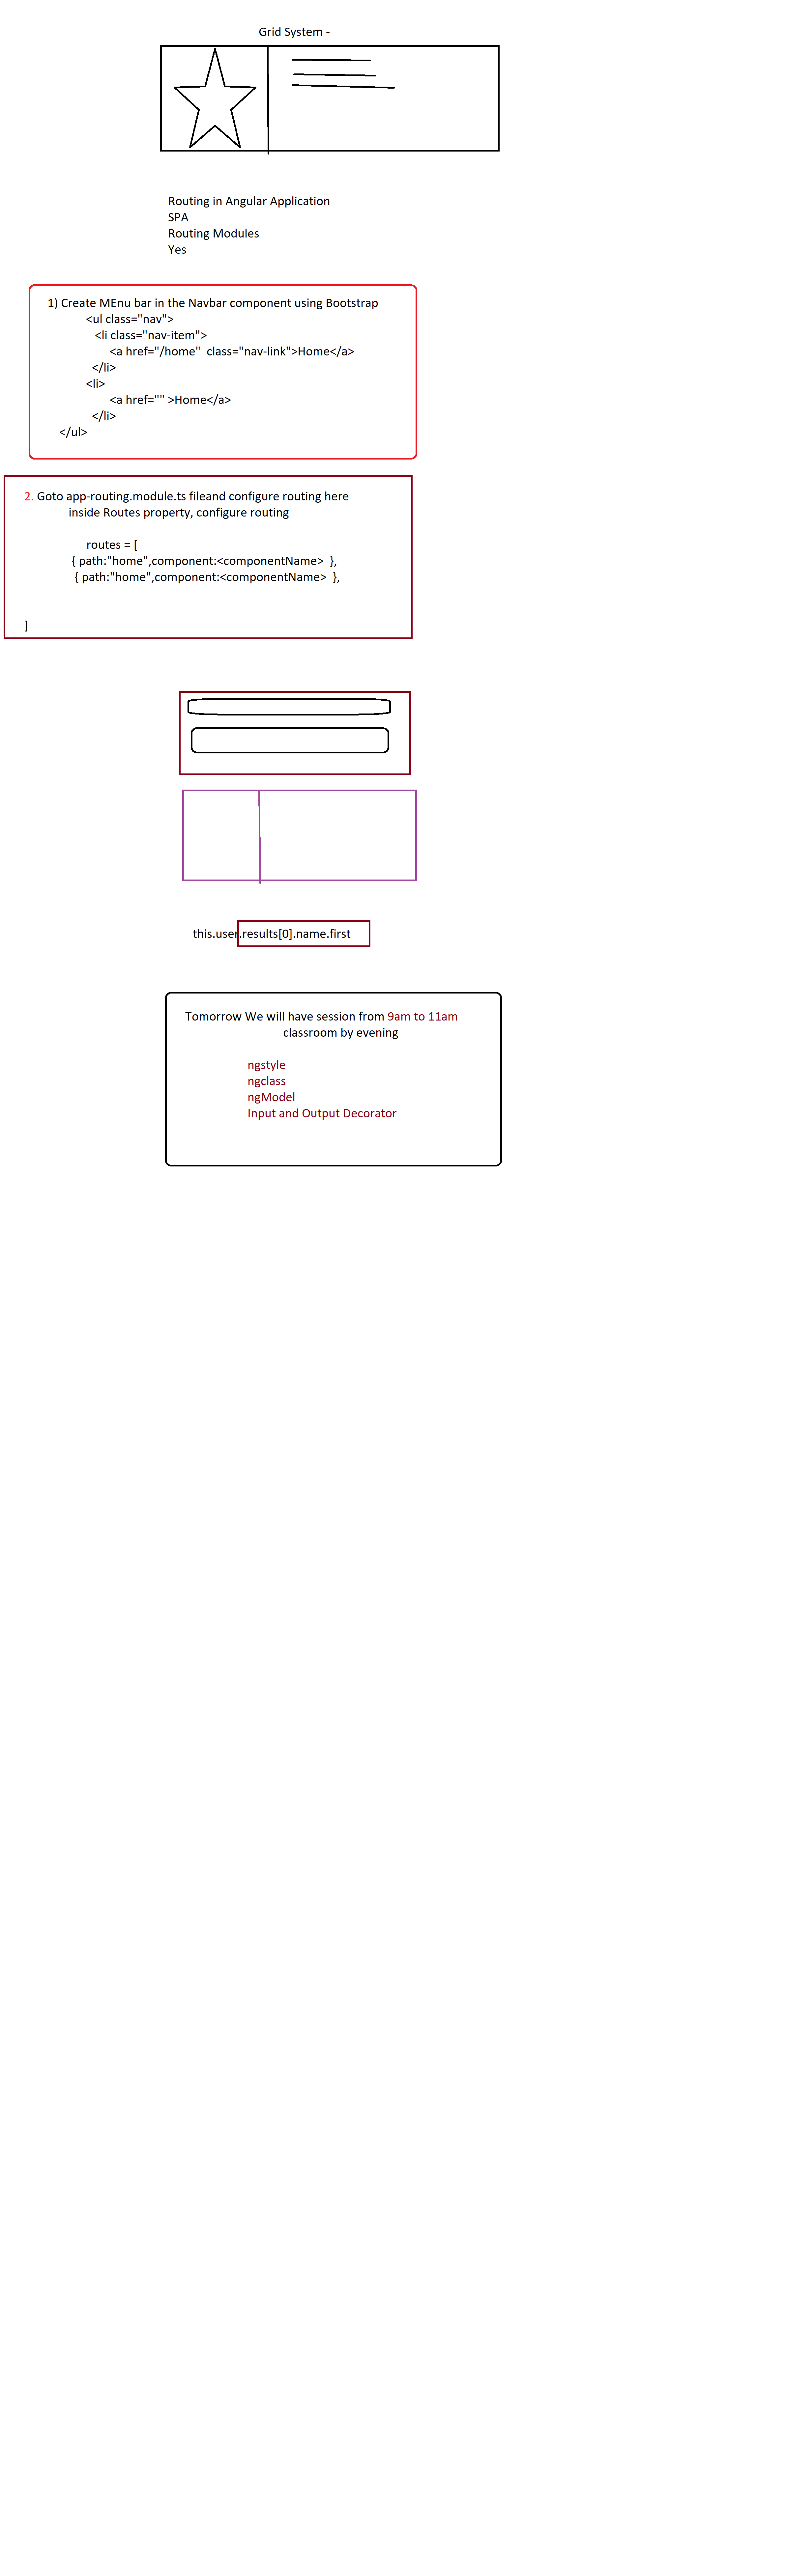 Grid System -
Routing in Angular Application
SPA
Routing Modules
Yes
1) Create MEnu bar in the Navbar component using Bootstrap
<ul class="nav">
<li class="nav-item">
<a href="/home"  class="nav-link">Home</a>
</li>
<li>
<a href="" >Home</a>
</li>
</ul>
2. Goto app-routing.module.ts fileand configure routing here
inside Routes property, configure routing
routes = [
{ path:"home",component:<componentName>  },
{ path:"home",component:<componentName>  },
]
this.user.results[0].name.first
Tomorrow We will have session from 9am to 11am
classroom by evening
ngstyle
ngclass
ngModel
Input and Output Decorator